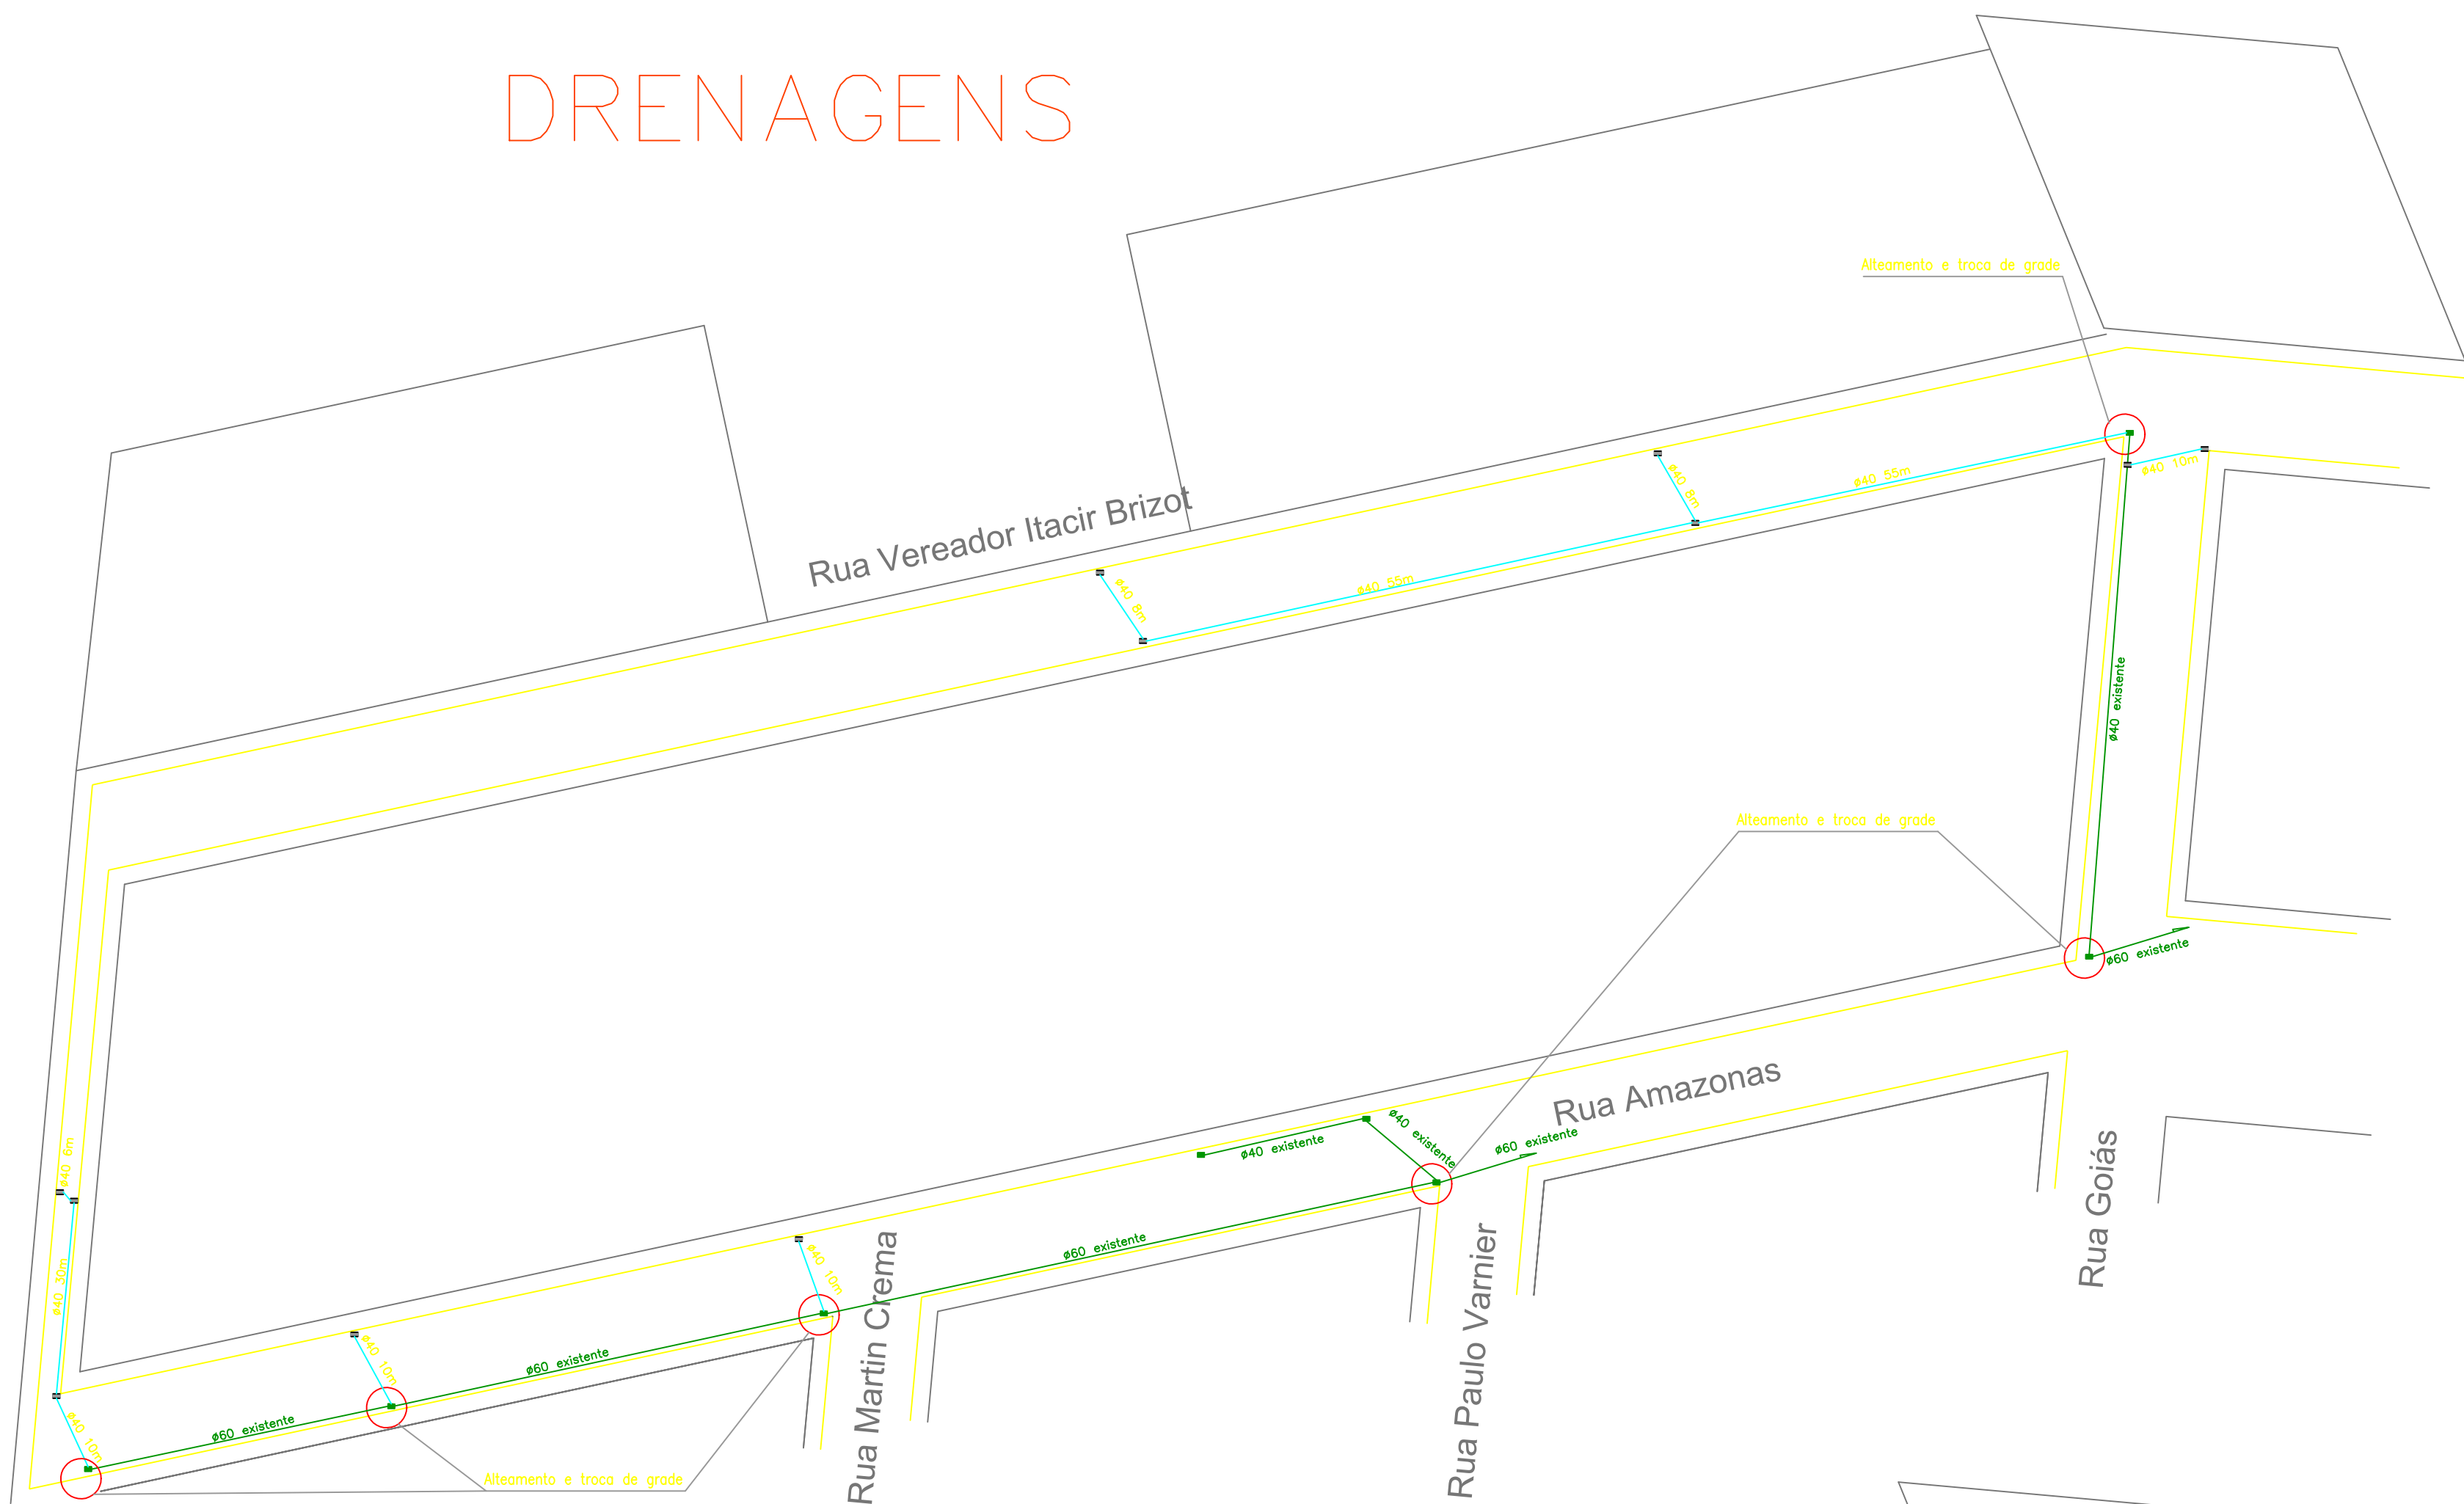 DRENAGENS
Alteamento e troca de grade
Rua Vereador Itacir Brizot
ø40 8m
ø40 55m
ø40 8m
ø40 55m
ø40 10m
ø40 existente
Alteamento e troca de grade
ø60 existente
Rua Amazonas
Rua Goiás
ø40 existente
ø40 existente
ø60 existente
ø60 existente
ø40 6m
ø40 30m
ø40 10m
ø40 10m
ø40 10m
ø60 existente
ø60 existente
Rua Martin Crema
Rua Paulo Varnier
Alteamento e troca de grade